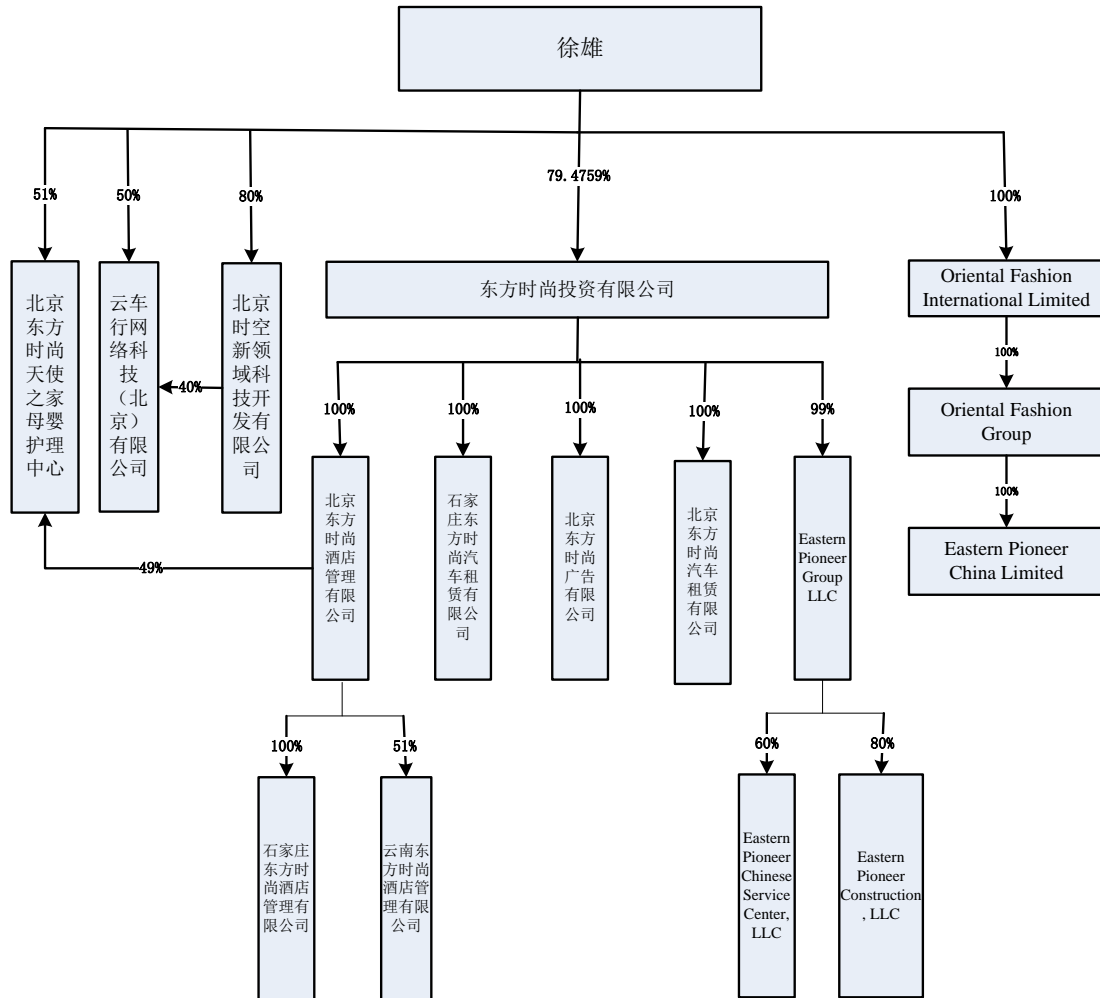 徐雄
51%
50%
80%
79.4759%
100%
北京
东方
时尚
天使
之家
母婴
护理
中心
云车
行网
络科
技
（北
京）
有限
公司
北京
时空
新领
域科
技开
发有
限公
司
40%
东方时尚投资有限公司
Oriental Fashion
International Limited
100%
Oriental Fashion
Group
100%
Eastern Pioneer
China Limited
100%
100%
100%
100%
99%
49%
北京
东方
时尚
酒店
管理
有限
公司
石家
庄东
方时
尚汽
车租
赁有
限公
司
北京
东方
时尚
广告
有限
公司
北京
东方
时尚
汽车
租赁
有限
公司
Eastern
Pioneer
Group
LLC
100%
51%
60%
80%
石家庄
东方时
尚酒店
管理有
限公司
云南东
方时尚
酒店管
理有限
公司
Eastern
Pioneer
Chinese
Service
Center,
LLC
Eastern
Pioneer
Construction
, LLC